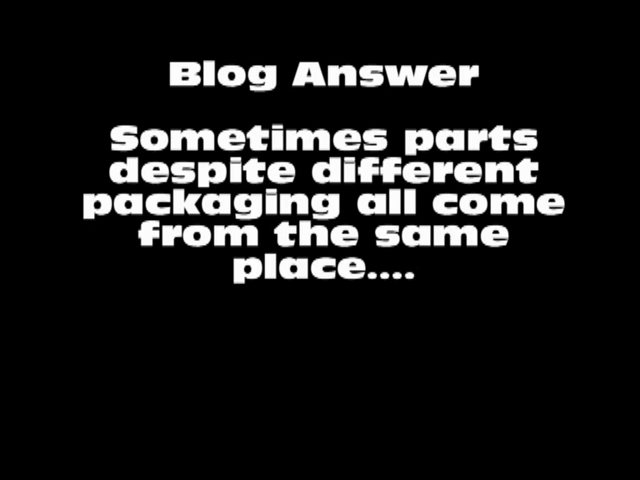 Blog Answer
Sometimes parts
despite different
packaging all come
from the same
place....